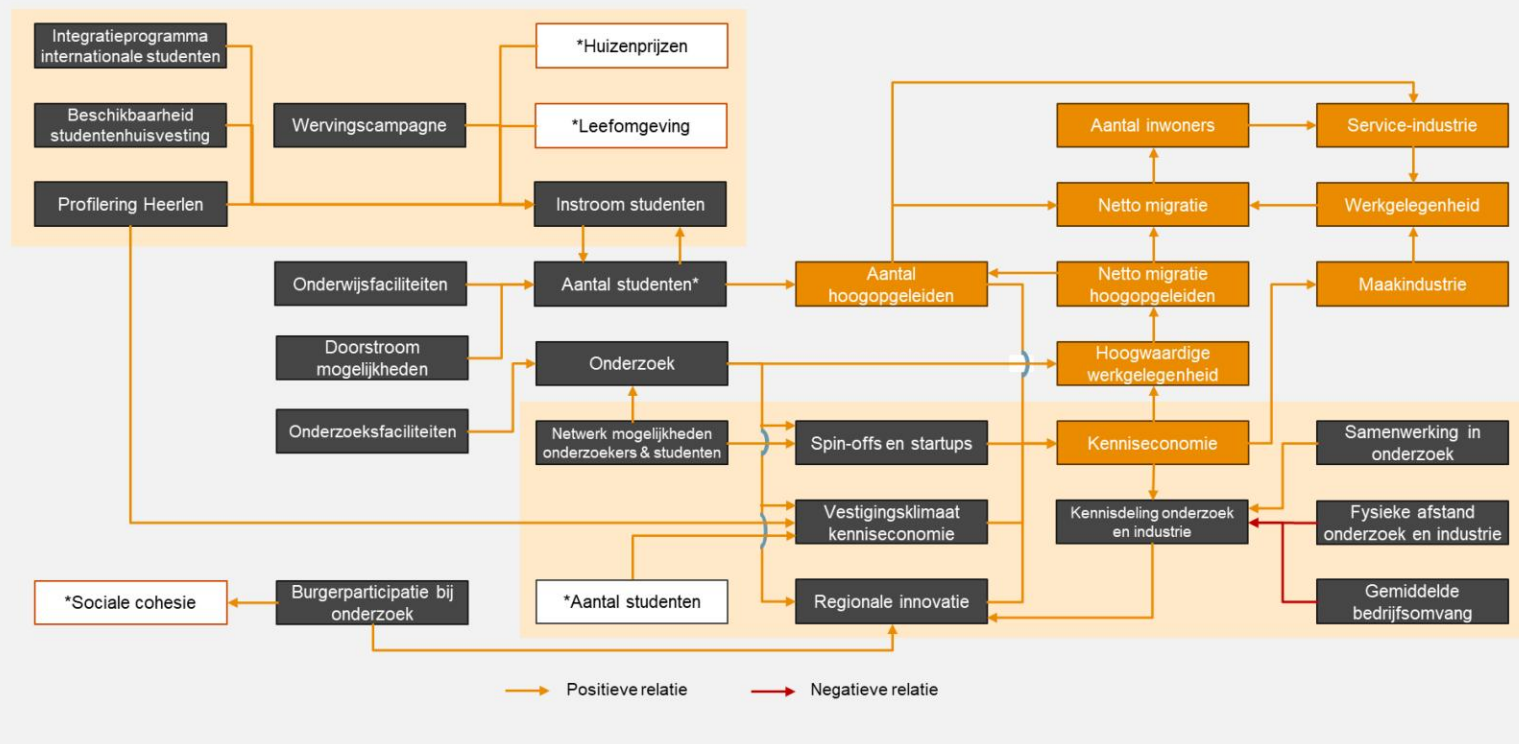 Integratieprogramma
internationale studenten
*Huizenprijzen
Beschikbaarheid
studentenhuisvesting
Wervingscampagne
*Leefomgeving
Aantal inwoners
Service-industrie
Profilering Heerlen
Instroom studenten
Netto migratie
Werkgelegenheid
Onderwijsfaciliteiten
Aantal studenten*
Aantal
hoogopgeleiden
Netto migratie
hoogopgeleiden
Maakindustrie
Doorstroom
mogelijkheden
Onderzoek
Hoogwaardige
werkgelegenheid
Onderzoeksfaciliteiten
Netwerk mogelijkheden
onderzoekers & studenten
Spin-offs en startups
Kenniseconomie
Samenwerking in
onderzoek
Vestigingsklimaat
kenniseconomie
Kennisdeling onderzoek
en industrie
Fysieke afstand
onderzoek en industrie
*Sociale cohesie
Burgerparticipatie bij
onderzoek
*Aantal studenten
Regionale innovatie
Gemiddelde
bedrijfsomvang
Positieve relatie
Negatieve relatie